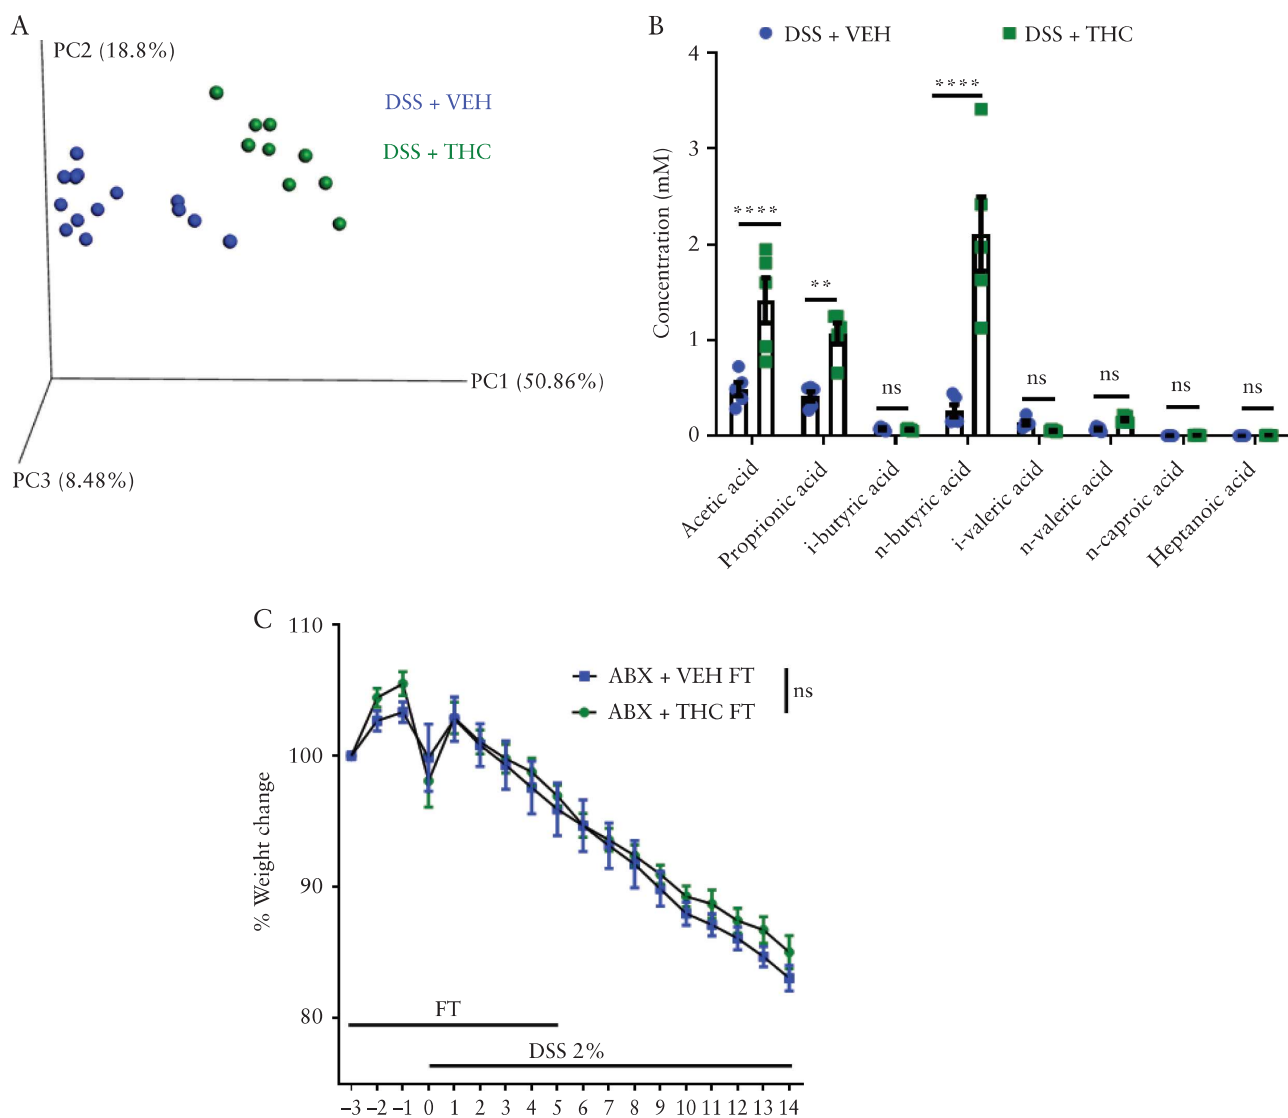 A
PC2 (18.8%)
DSS + VEH
DSS + THC
PC1 (50.86%)
PC3 (8.48%)
B
DSS + VEH
DSS + THC
Concentration (mM)
4
3
2
1
0
****
**
ns
****
ns
ns
ns
ns
Acetic acid
Proprionic acid
i-butyric acid
n-butyric acid
i-valeric acid
n-valeric acid
n-caproic acid
Heptanoic acid
C
% Weight change
110
100
90
80
ABX + VEH FT
ABX + THC FT
ns
FT
DSS 2%
–3 –2 –1 0 1 2 3 4 5 6 7 8 9 10 11 12 13 14